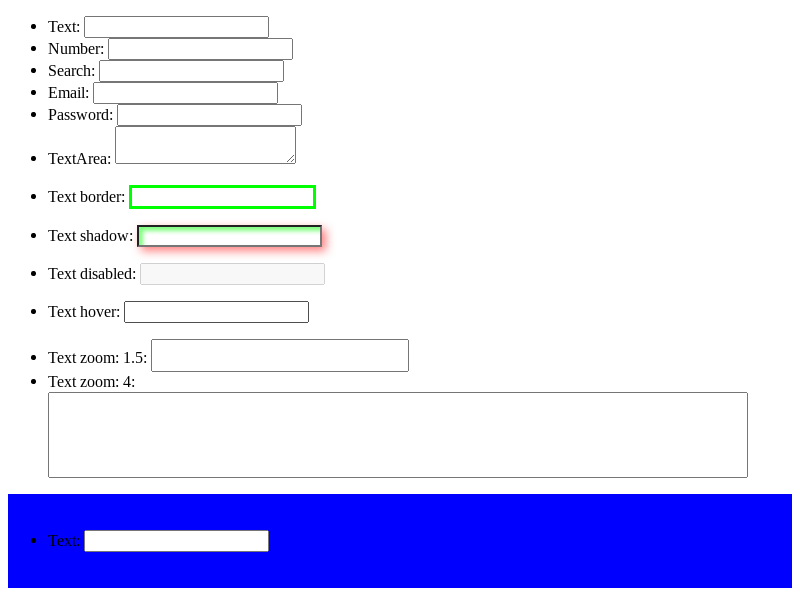 Text:
Number:
Search:
Email:
Password:
TextArea:
Text border:
Text shadow:
Text disabled:
Text hover:
Text zoom: 1.5:
Text zoom: 4:
Text: